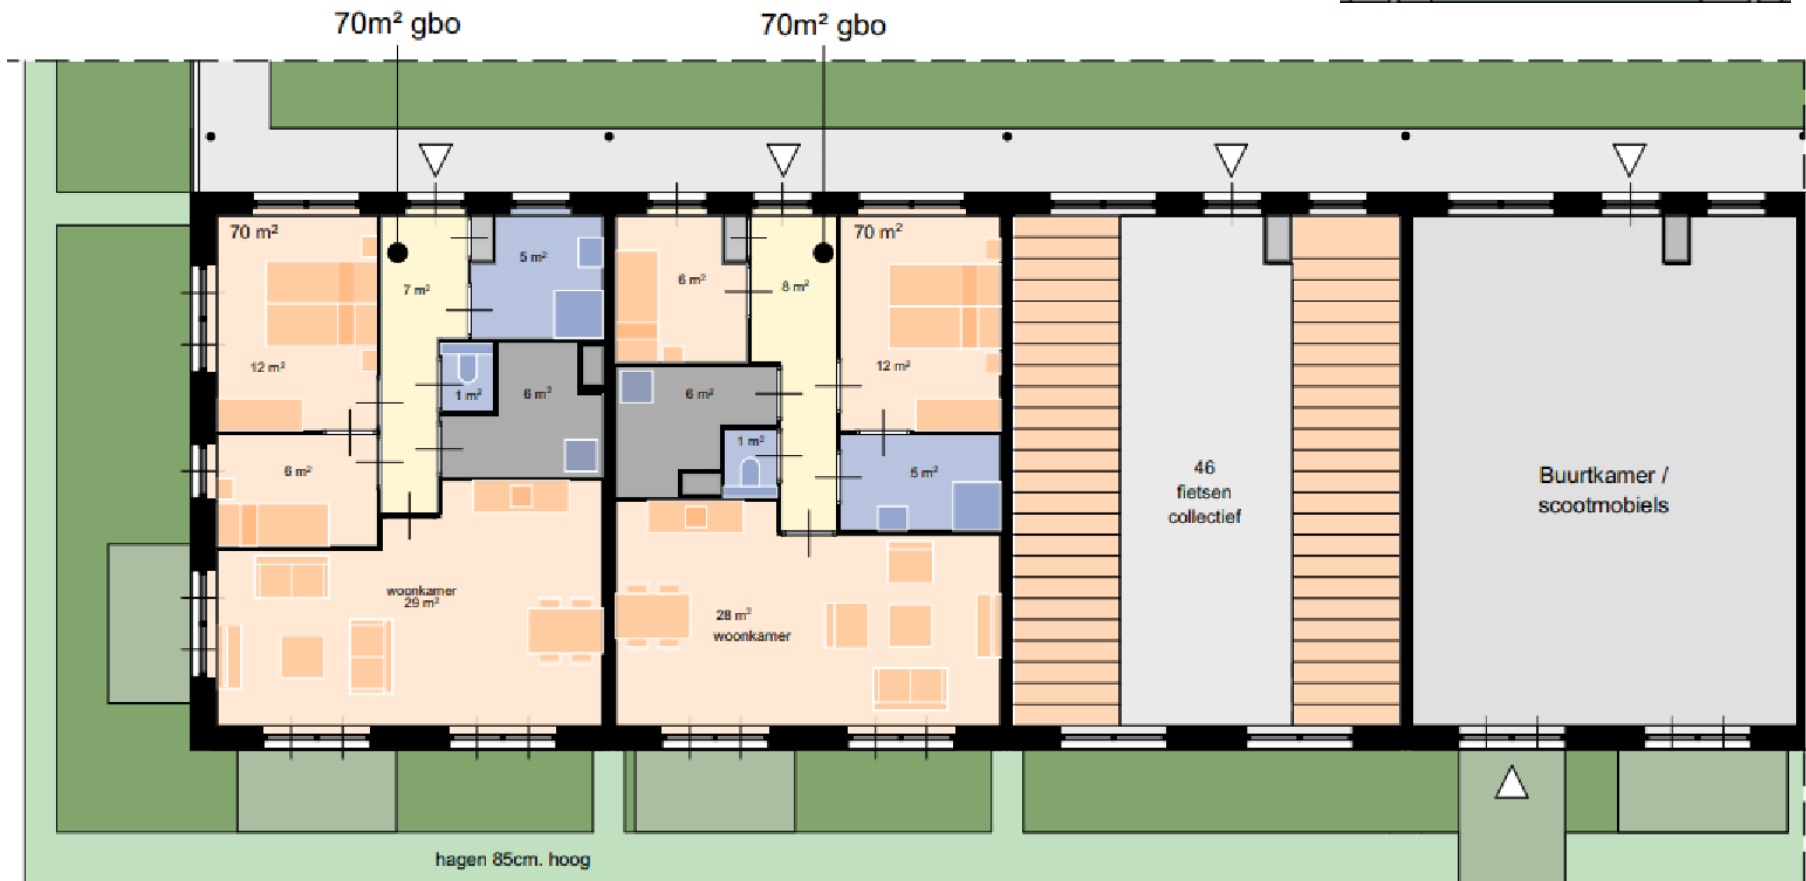 70m² gbo
70m² gbo
70 m²
5 m²
7 m²
12 m²
1 m²
6 m²
6 m²
woonkamer
29 m²
70 m²
6 m²
8 m²
12 m²
6 m²
1 m²
5 m²
28 m²
woonkamer
46
fietsen
collectief
Buurtkamer /
scootmobiels
hagen 85cm. hoog